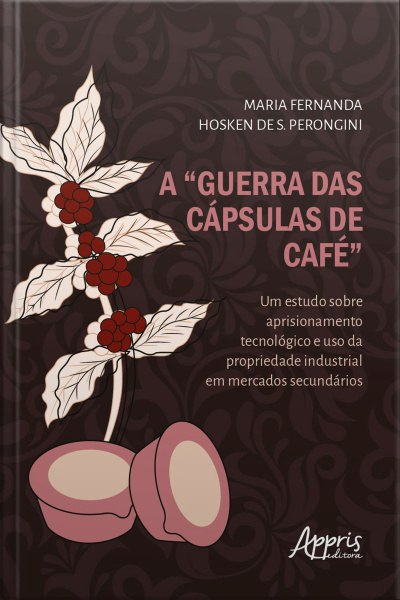 MARIA FERNANDA
HOSKEN DE S. PERONGINI
A “GUERRA DAS
CÁPSULAS DE
CAFÉ”
Um estudo sobre
aprisionamento
tecnológico e uso da
propriedade industrial
em mercados secundários
Appris
editora